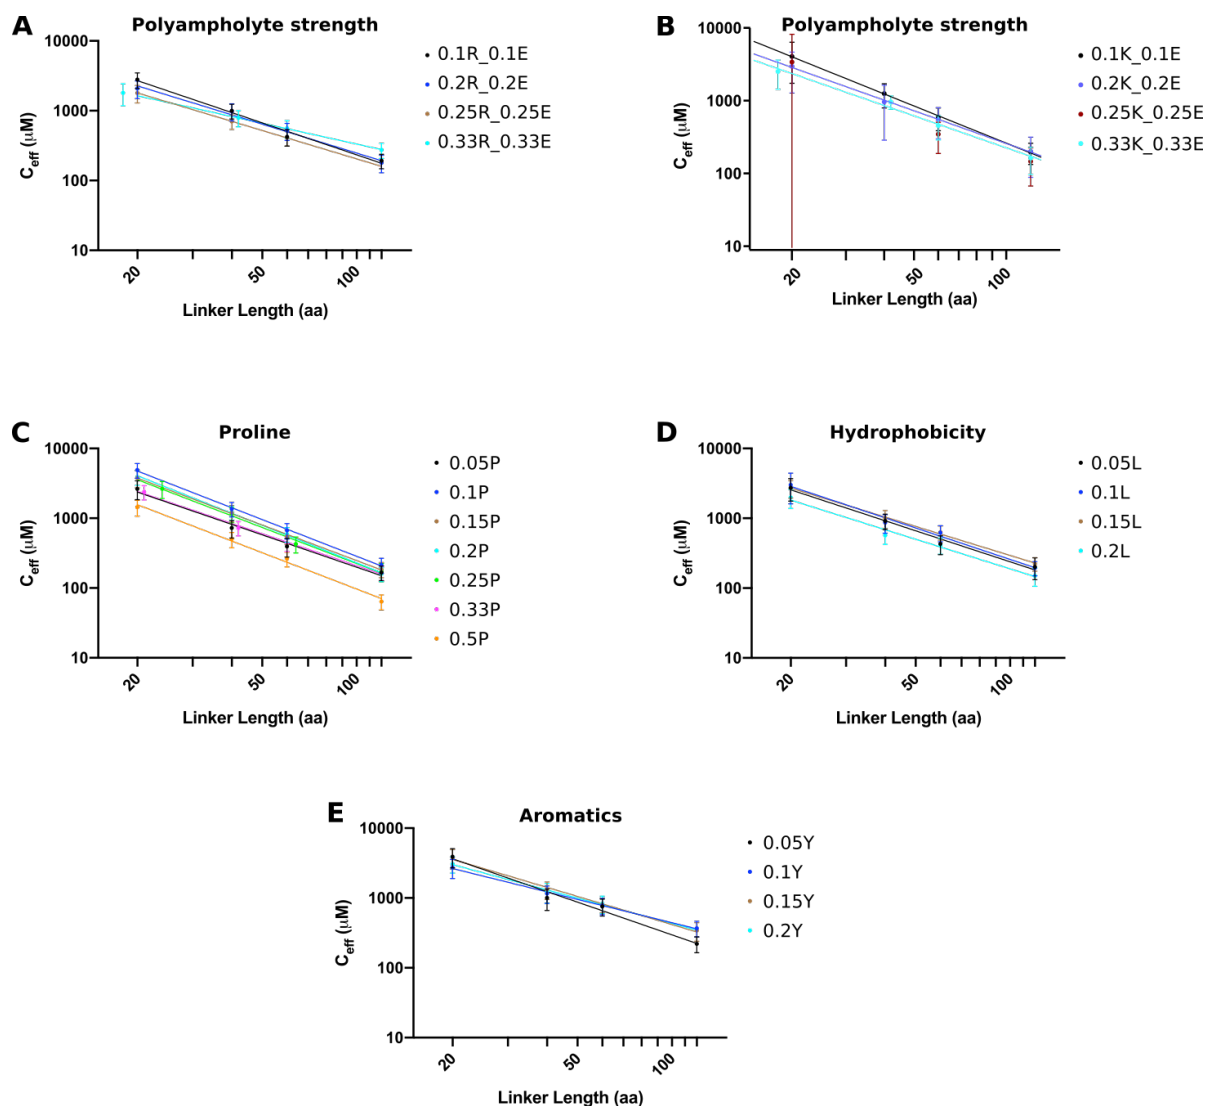 A
Polyampholyte strength
10000
1000
100
10
C_eff (μM)
20
50
100
Linker Length (aa)
0.1R_0.1E
0.2R_0.2E
0.25R_0.25E
0.33R_0.33E
B
Polyampholyte strength
10000
1000
100
10
C_eff (μM)
20
50
100
Linker Length (aa)
0.1K_0.1E
0.2K_0.2E
0.25K_0.25E
0.33K_0.33E
C
Proline
10000
1000
100
10
C_eff (μM)
20
50
100
Linker Length (aa)
0.05P
0.1P
0.15P
0.2P
0.25P
0.33P
0.5P
D
Hydrophobicity
10000
1000
100
10
C_eff (μM)
20
50
100
Linker Length (aa)
0.05L
0.1L
0.15L
0.2L
E
Aromatics
10000
1000
100
10
C_eff (μM)
20
50
100
Linker Length (aa)
0.05Y
0.1Y
0.15Y
0.2Y